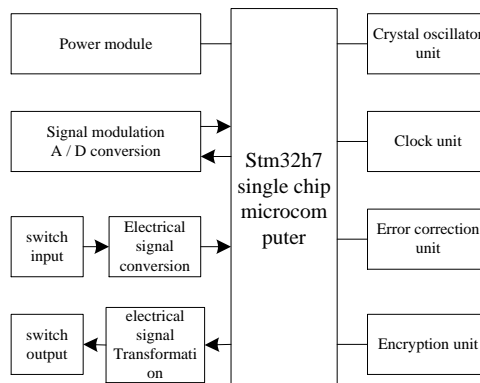 Power module
Signal modulation
A / D conversion
switch
input
Electrical
signal
conversion
switch
output
electrical
signal
Transformati
on
Stm32h7
single chip
microcom
puter
Crystal oscillator
unit
Clock unit
Error correction
unit
Encryption unit